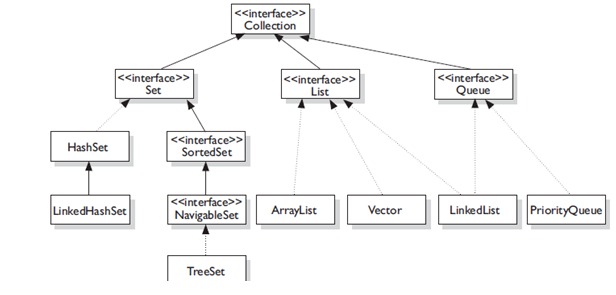 <<interface>>
Collection
<<interface>>
Set
<<interface>>
List
<<interface>>
Queue
HashSet
<<interface>>
SortedSet
LinkedHashSet
<<interface>>
NavigableSet
ArrayList
Vector
LinkedList
PriorityQueue
TreeSet